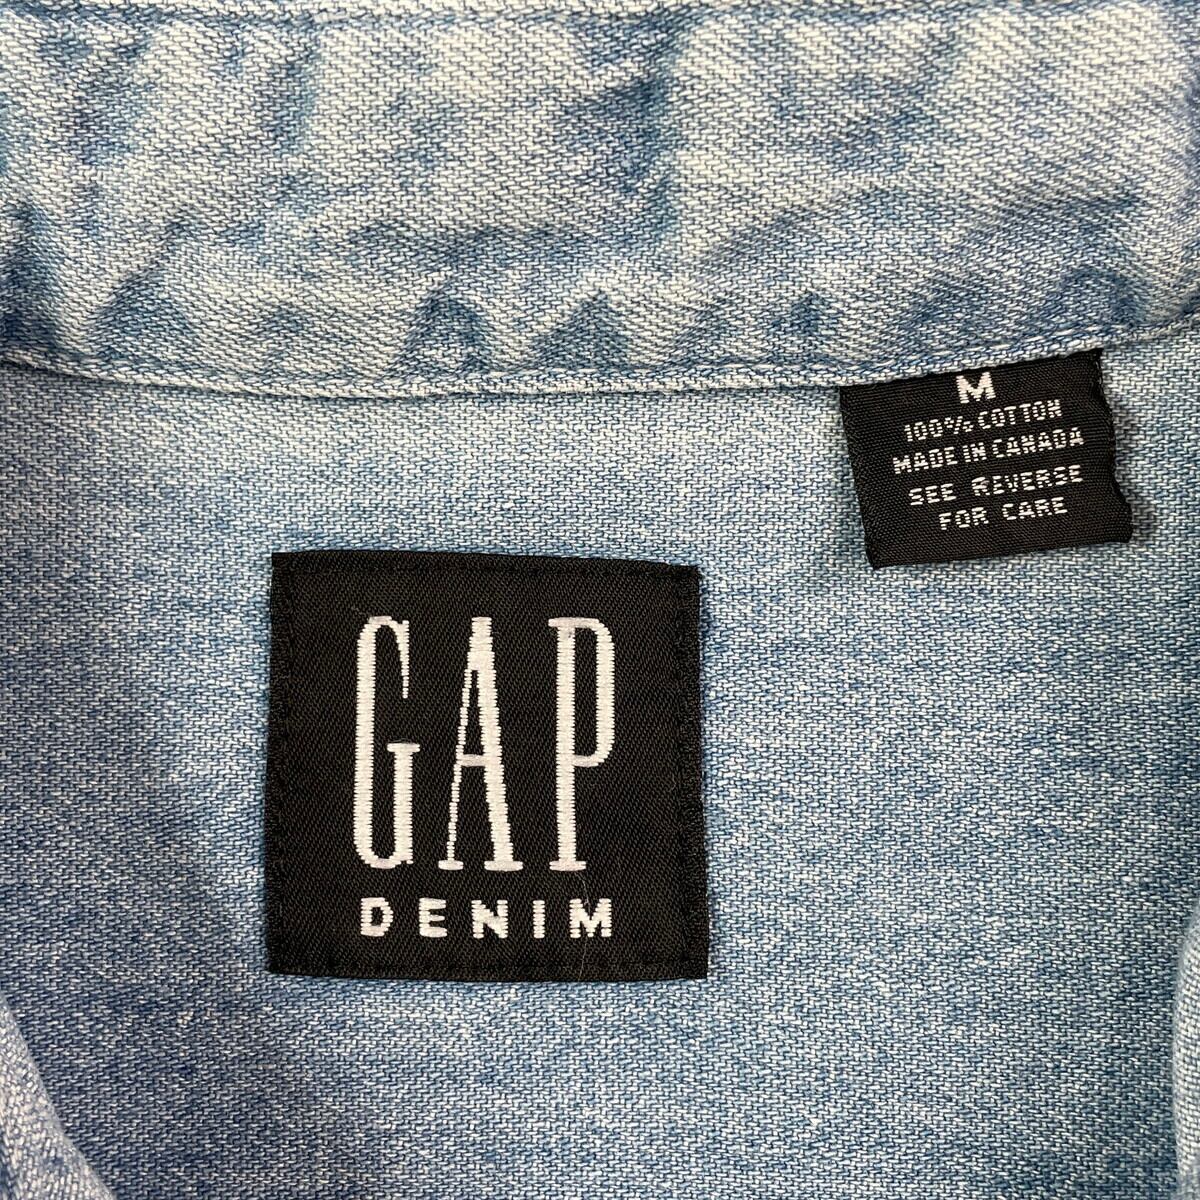 M
100% COTTON
MADE IN CANADA
SEE REVERSE
FOR CARE
GAP
DENIM